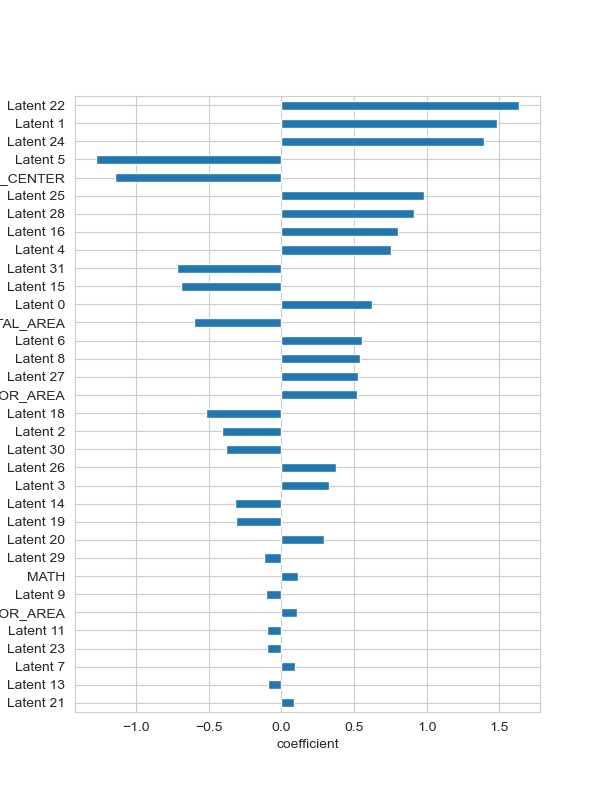 Latent 22
Latent 1
Latent 24
Latent 5
_CENTER
Latent 25
Latent 28
Latent 16
Latent 4
Latent 31
Latent 15
Latent 0
TAL_AREA
Latent 6
Latent 8
Latent 27
OR_AREA
Latent 18
Latent 2
Latent 30
Latent 26
Latent 3
Latent 14
Latent 19
Latent 20
Latent 29
MATH
Latent 9
OR_AREA
Latent 11
Latent 23
Latent 7
Latent 13
Latent 21
−1.0 −0.5 0.0 0.5 1.0 1.5
coefficient